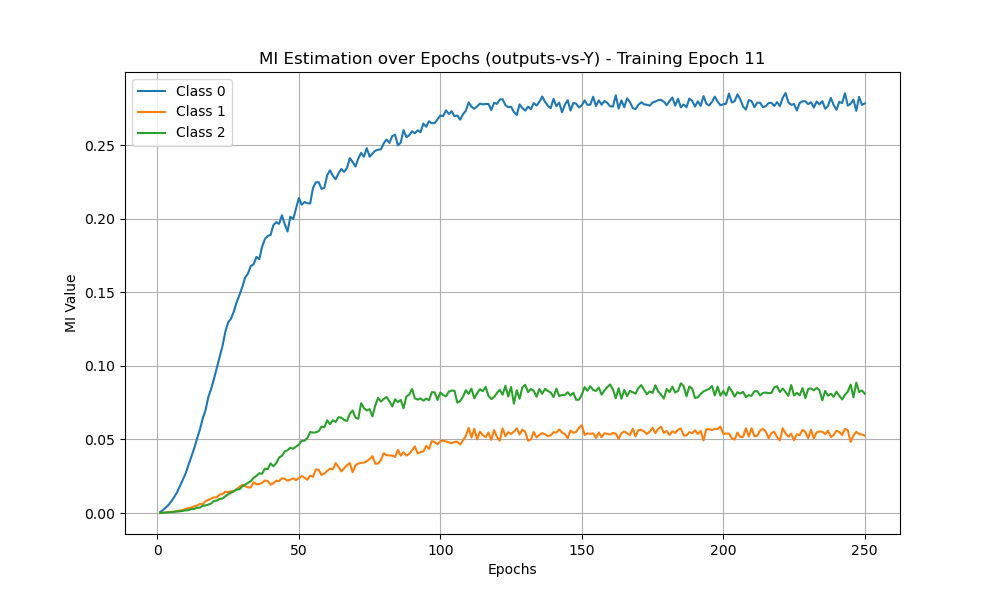 MI Estimation over Epochs (outputs-vs-Y) - Training Epoch 11
Class 0
Class 1
Class 2
MI Value
0.25
0.20
0.15
0.10
0.05
0.00
0
50
100
150
200
250
Epochs